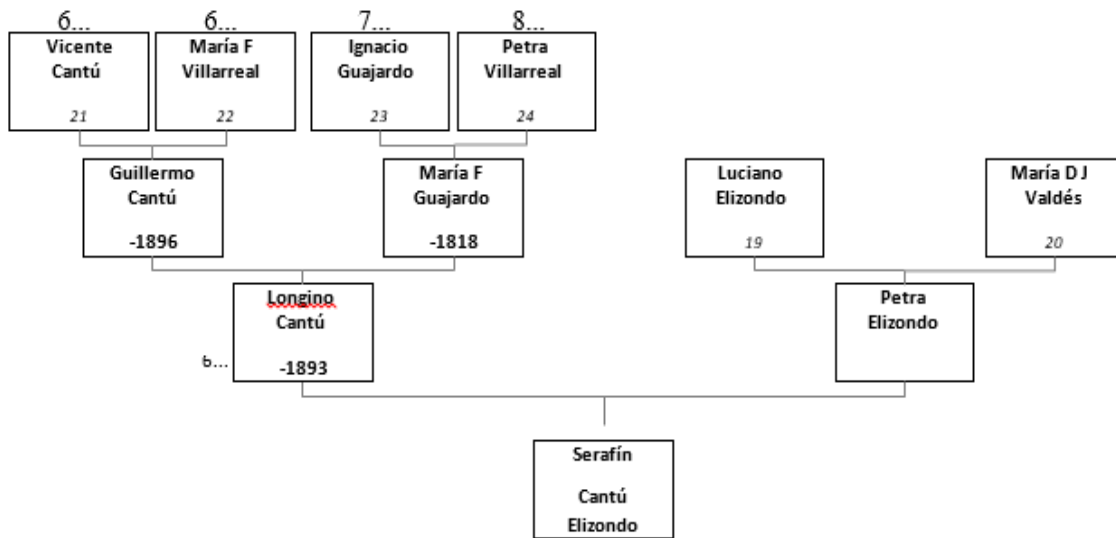 6...
6...
7...
8...
Vicente
Cantú
21
María F
Villarreal
22
Ignacio
Guajardo
23
Petra
Villarreal
24
Guillermo
Cantú
-1896
María F
Guajardo
-1818
Luciano
Elizondo
19
María D J
Valdés
20
Longino
Cantú
-1893
6...
Petra
Elizondo
Serafín
Cantú
Elizondo